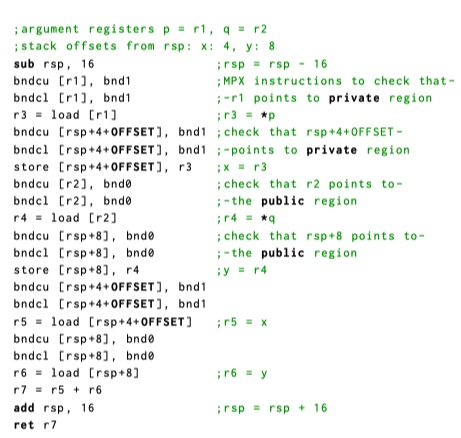 ;argument registers p = r1, q = r2
;stack offsets from rsp: x: 4, y: 8
sub rsp, 16 ;rsp = rsp - 16
bndcu [r1], bnd1 ;MPX instructions to check that-
bndcl [r1], bnd1 ;-r1 points to private region
r3 = load [r1] ;r3 = *p
bndcu [rsp+4+OFFSET], bnd1 ;check that rsp+4+OFFSET-
bndcl [rsp+4+OFFSET], bnd1 ;-points to private region
store [rsp+4+OFFSET], r3 ;x = r3
bndcu [r2], bnd0 ;check that r2 points to-
bndcl [r2], bnd0 ;-the public region
r4 = load [r2] ;r4 = *q
bndcu [rsp+8], bnd0 ;check that rsp+8 points to-
bndcl [rsp+8], bnd0 ;-the public region
store [rsp+8], r4 ;y = r4
bndcu [rsp+4+OFFSET], bnd1
bndcl [rsp+4+OFFSET], bnd1
r5 = load [rsp+4+OFFSET] ;r5 = x
bndcu [rsp+8], bnd0
bndcl [rsp+8], bnd0
r6 = load [rsp+8] ;r6 = y
r7 = r5 + r6
add rsp, 16 ;rsp = rsp + 16
ret r7